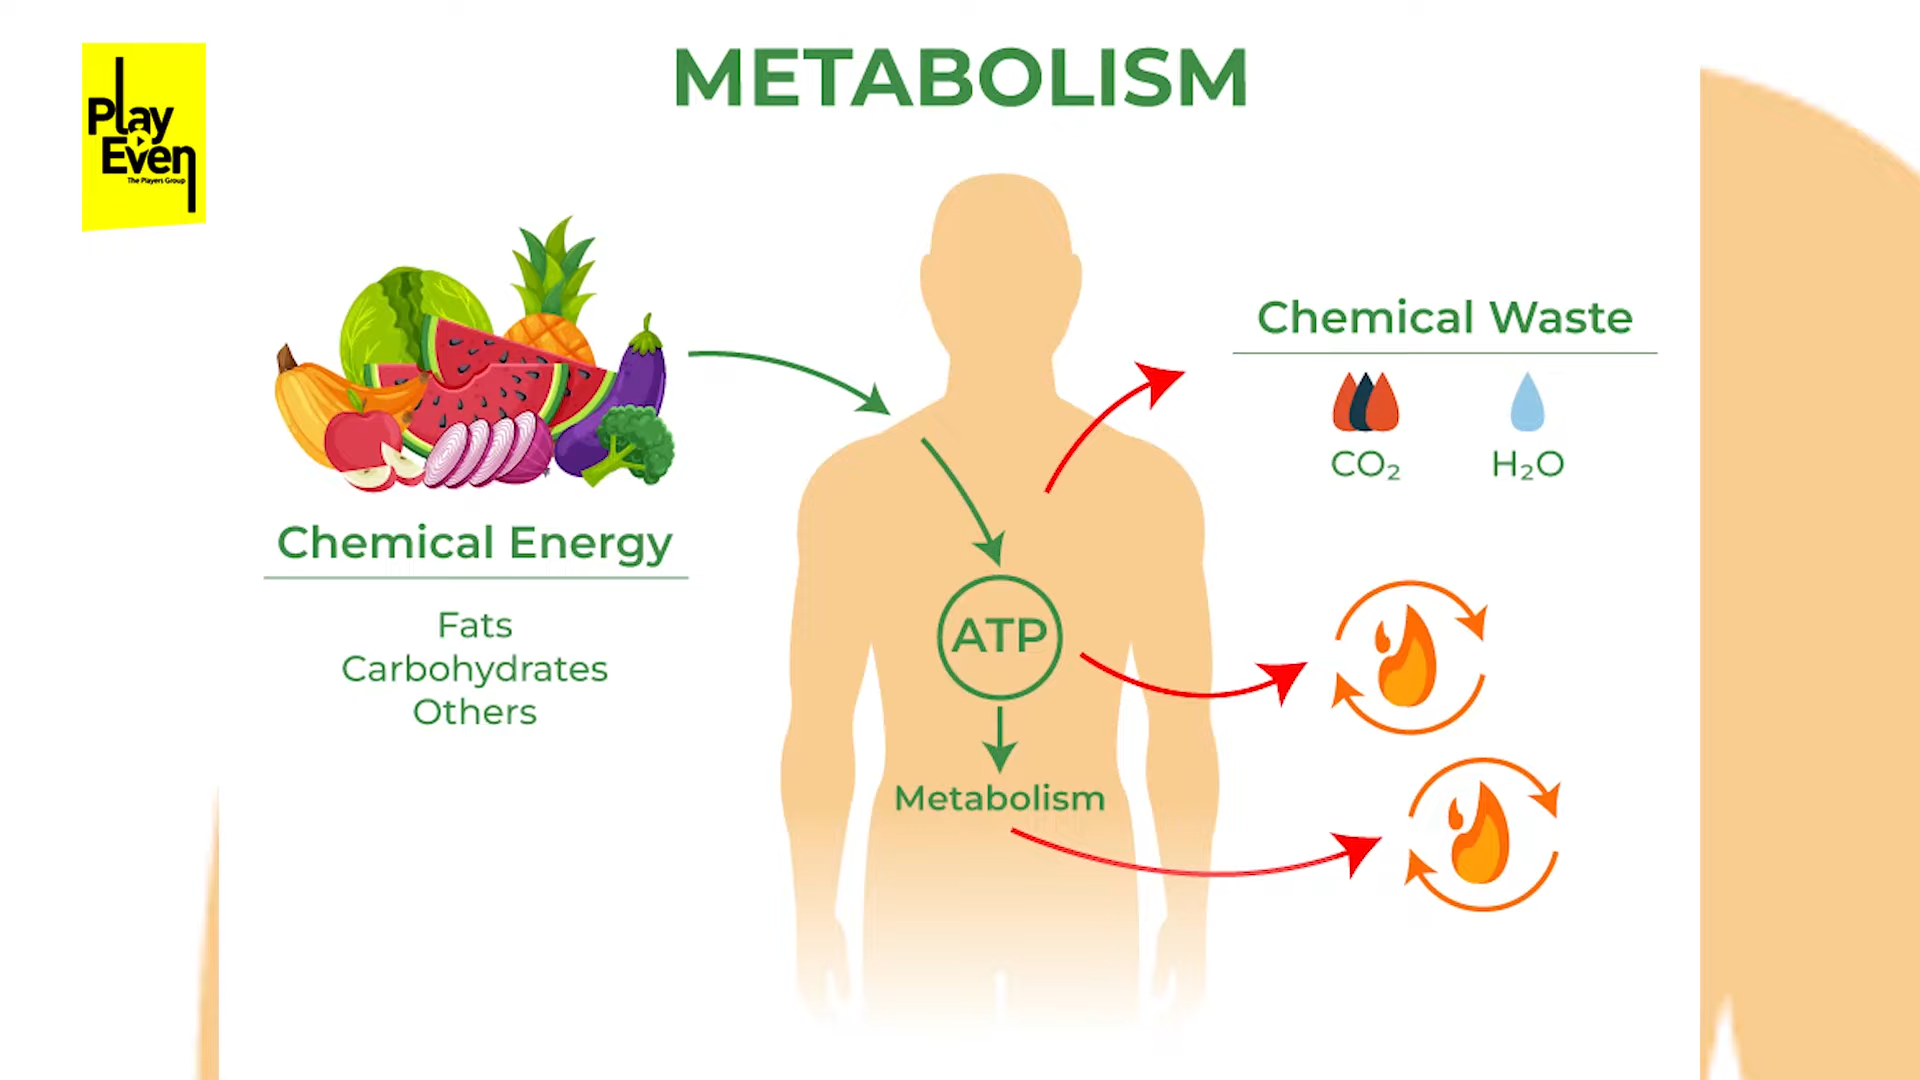 METABOLISM
Play
Even
The Players Group
Chemical Energy
Fats
Carbohydrates
Others
ATP
Metabolism
Chemical Waste
CO₂ H₂O